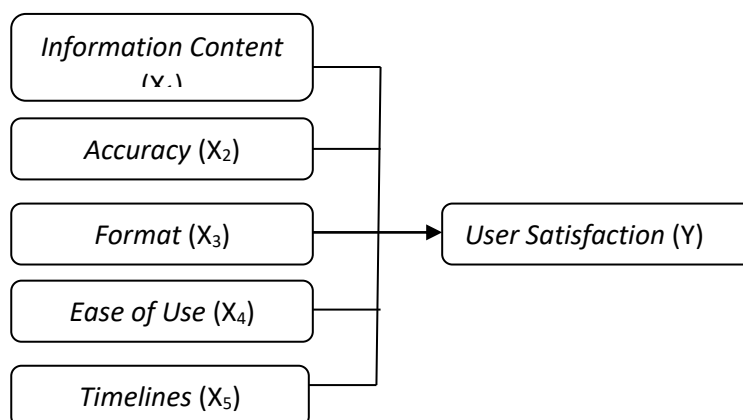 Information Content
Accuracy (X₂)
Format (X₃)
User Satisfaction (Y)
Ease of Use (X₄)
Timelines (X₅)